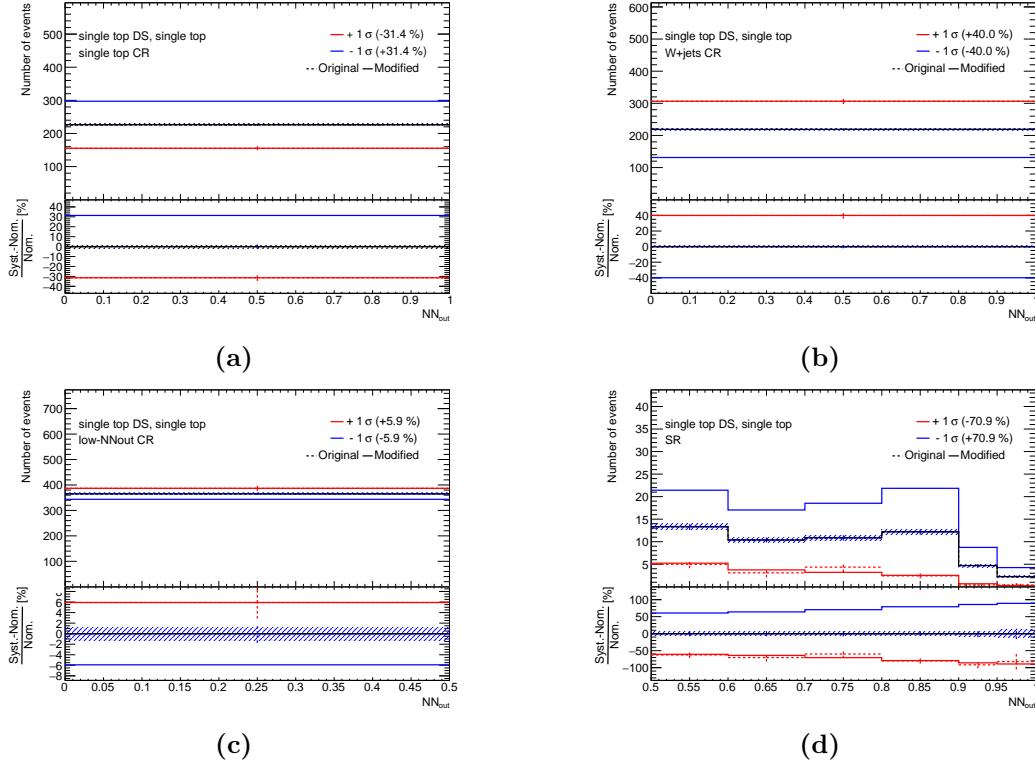 Number of events
500
400
300
200
100
single top DS, single top
single top CR
+ 1 σ (-31.4 %)
- 1 σ (+31.4 %)
Original Modified
Syst.-Nom. [%]
Nom.
40
30
20
10
0
−10
−20
−30
−40
0 0.1 0.2 0.3 0.4 0.5 0.6 0.7 0.8 0.9 1
NNout
(a)
Number of events
600
500
400
300
200
100
single top DS, single top
W+jets CR
+ 1 σ (+40.0 %)
- 1 σ (-40.0 %)
Original Modified
Syst.-Nom. [%]
Nom.
40
20
0
−20
−40
0 0.1 0.2 0.3 0.4 0.5 0.6 0.7 0.8 0.9 1
NNout
(b)
Number of events
700
600
500
400
300
200
100
single top DS, single top
low-NNout CR
+ 1 σ (+5.9 %)
- 1 σ (-5.9 %)
Original Modified
Syst.-Nom. [%]
Nom.
8
6
4
2
0
−2
−4
−6
−8
0 0.05 0.1 0.15 0.2 0.25 0.3 0.35 0.4 0.45 0.5
NNout
(c)
Number of events
40
35
30
25
20
15
10
5
single top DS, single top
SR
+ 1 σ (-70.9 %)
- 1 σ (+70.9 %)
Original Modified
Syst.-Nom. [%]
Nom.
100
50
0
−50
−100
0.5 0.55 0.6 0.65 0.7 0.75 0.8 0.85 0.9 0.95 1
NNout
(d)